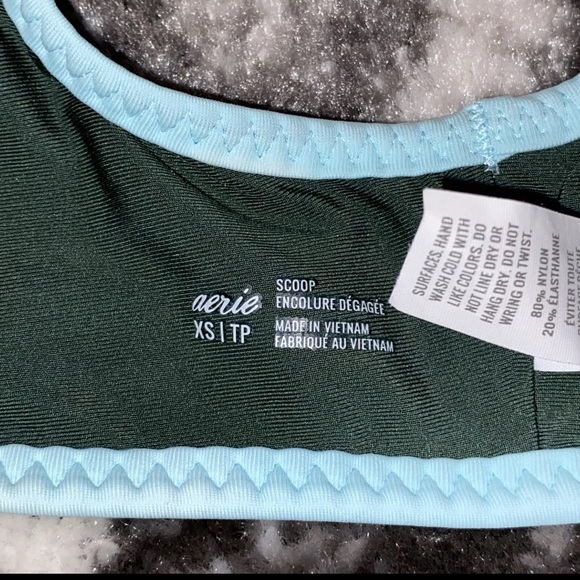 aerie
XS | TP
SCOOP
ENCOLURE DÉGAGÉE
MADE IN VIETNAM
FABRIQUÉ AU VIETNAM
SURFACES. HAND
WASH COLD WITH
LIKE COLORS. DO
NOT LINE DRY OR
HANG DRY. DO NOT
WRING OR TWIST.
80% NYLON
20% ÉLASTHANNE
ÉVITER TOUTE